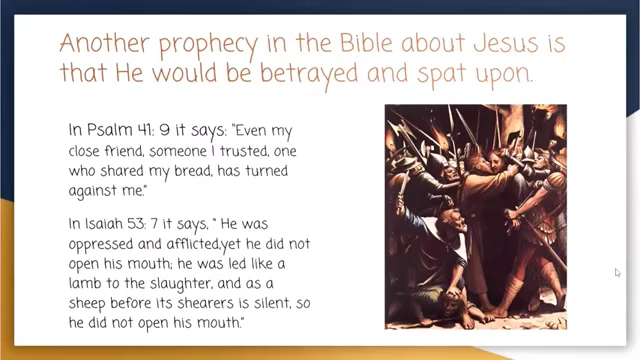 Another prophecy in the Bible about Jesus is
that He would be betrayed and spat upon.
In Psalm 41: 9 it says: "Even my
close friend, someone I trusted, one
who shared my bread, has turned
against me."
In Isaiah 53: 7 it says, " He was
oppressed and afflicted,yet he did not
open his mouth; he was led like a
lamb to the slaughter, and as a
sheep before its shearers is silent, so
he did not open his mouth."